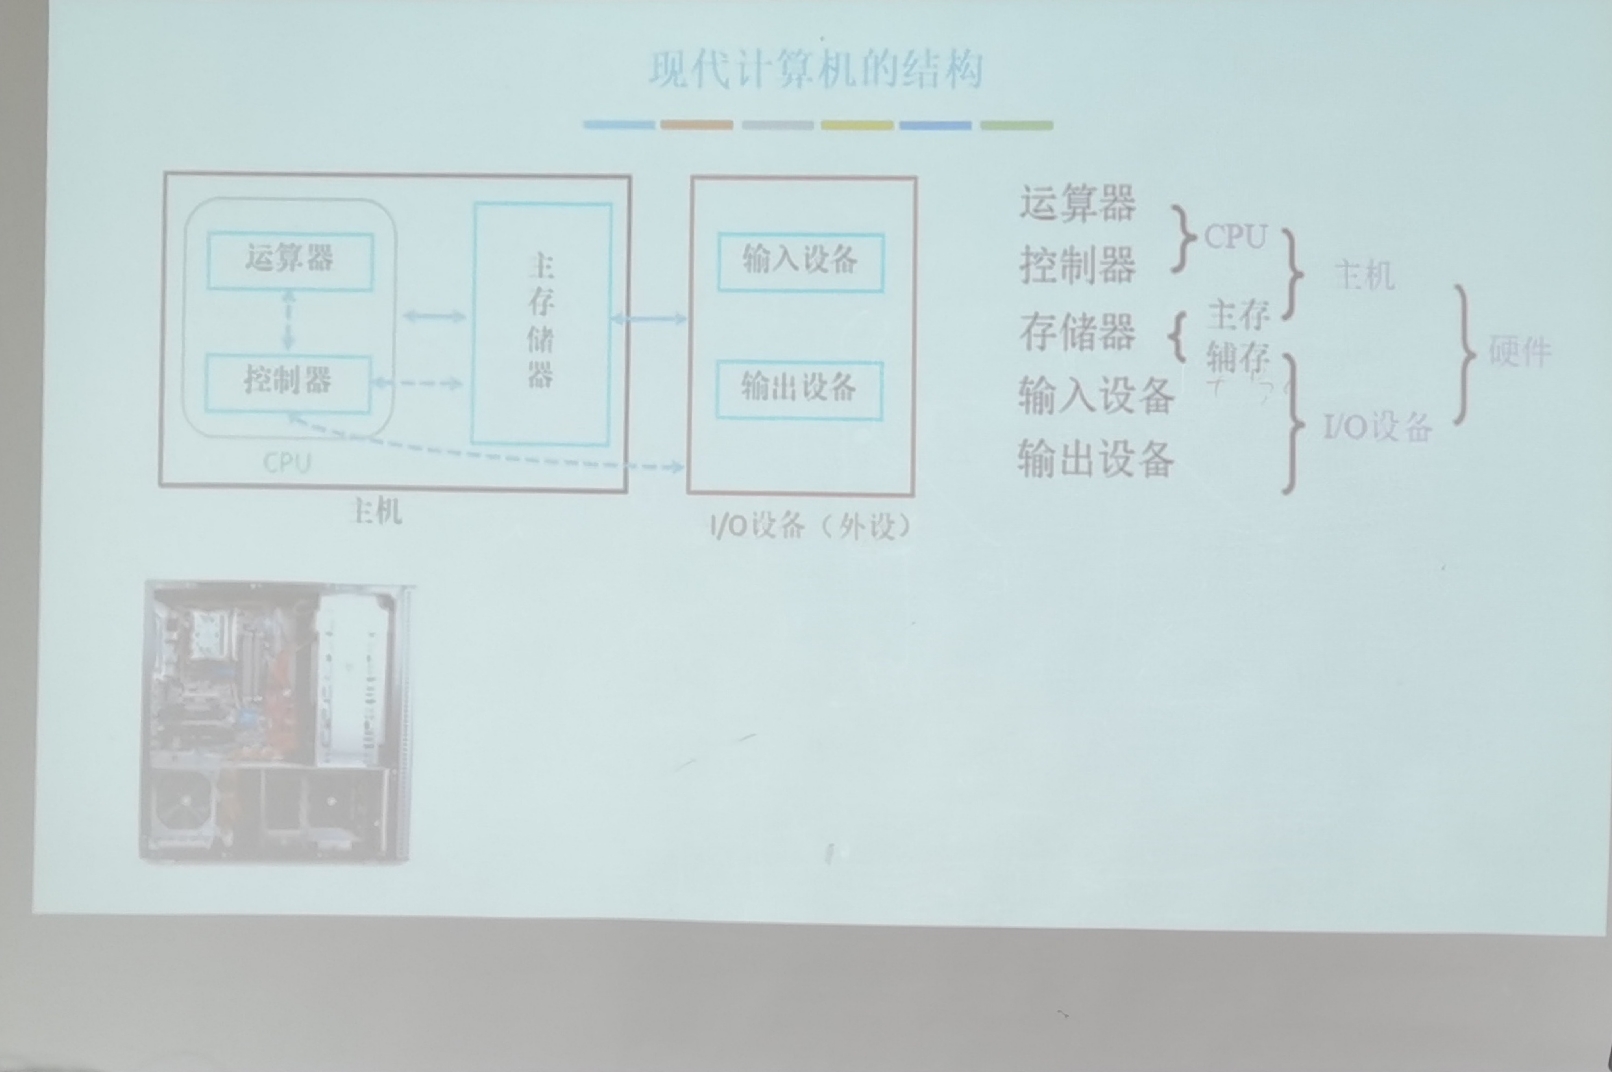 现代计算机的结构
运算器
控制器
CPU
主存储器
主机
输入设备
输出设备
I/O设备（外设）
运算器
控制器
CPU
存储器
主存
辅存
主机
输入设备
输出设备
I/O设备
硬件